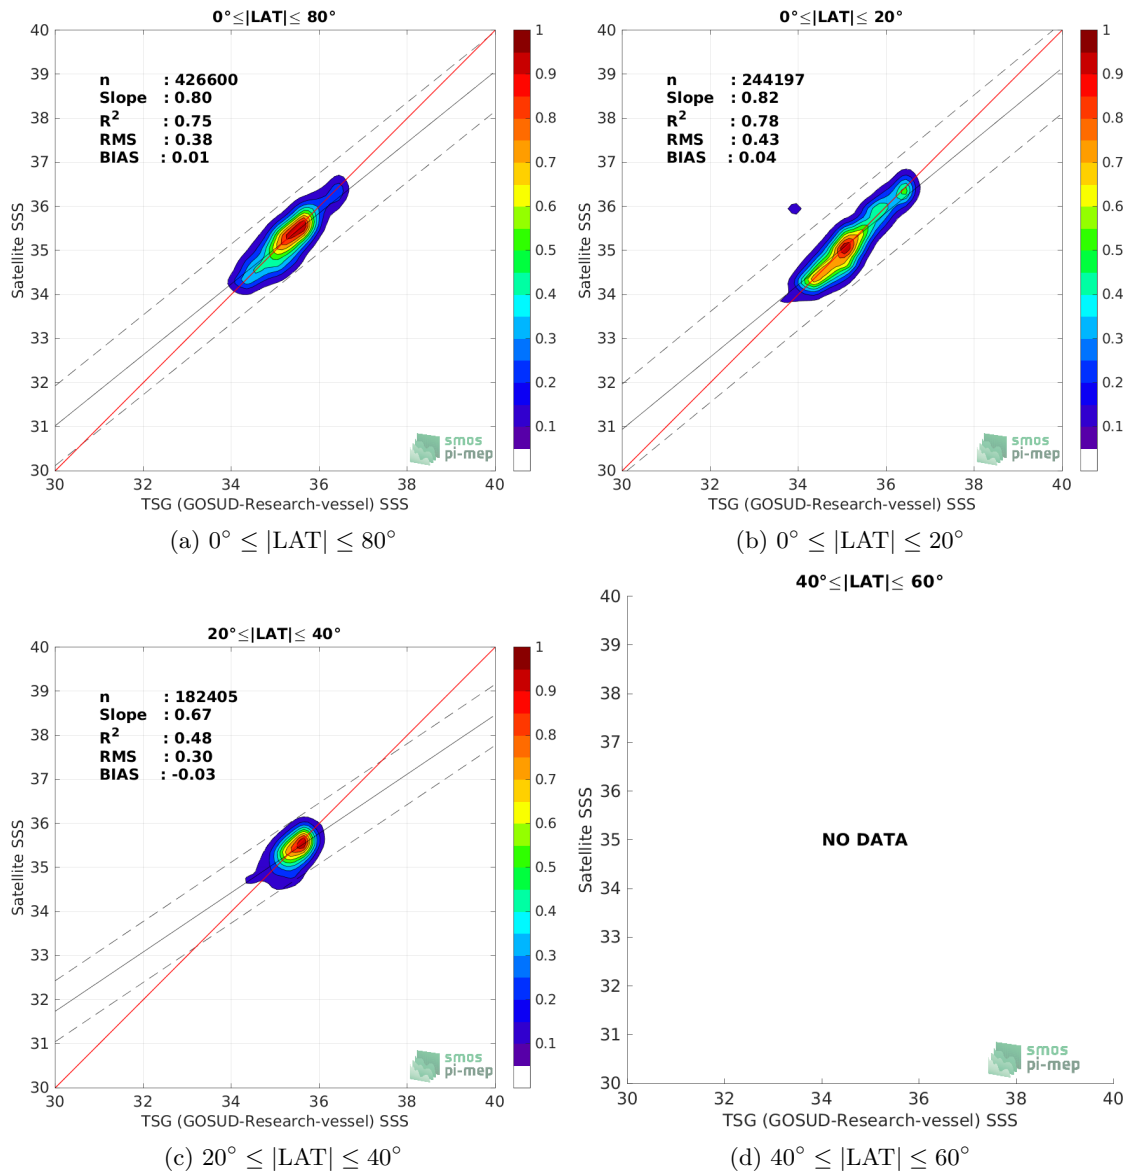 0°≤|LAT|≤ 80°
40
39
38
37
36
35
34
33
32
31
30
Satellite SSS
n : 426600
Slope : 0.80
R² : 0.75
RMS : 0.38
BIAS : 0.01
smos
pi-mep
30 32 34 36 38 40
TSG (GOSUD-Research-vessel) SSS
1
0.9
0.8
0.7
0.6
0.5
0.4
0.3
0.2
0.1
(a) 0° ≤ |LAT| ≤ 80°
0°≤|LAT|≤ 20°
40
39
38
37
36
35
34
33
32
31
30
Satellite SSS
n : 244197
Slope : 0.82
R² : 0.78
RMS : 0.43
BIAS : 0.04
smos
pi-mep
30 32 34 36 38 40
TSG (GOSUD-Research-vessel) SSS
1
0.9
0.8
0.7
0.6
0.5
0.4
0.3
0.2
0.1
(b) 0° ≤ |LAT| ≤ 20°
20°≤|LAT|≤ 40°
40
39
38
37
36
35
34
33
32
31
30
Satellite SSS
n : 182405
Slope : 0.67
R² : 0.48
RMS : 0.30
BIAS : -0.03
smos
pi-mep
30 32 34 36 38 40
TSG (GOSUD-Research-vessel) SSS
1
0.9
0.8
0.7
0.6
0.5
0.4
0.3
0.2
0.1
(c) 20° ≤ |LAT| ≤ 40°
40°≤|LAT|≤ 60°
40
39
38
37
36
35
34
33
32
31
30
Satellite SSS
NO DATA
smos
pi-mep
30 32 34 36 38 40
TSG (GOSUD-Research-vessel) SSS
(d) 40° ≤ |LAT| ≤ 60°